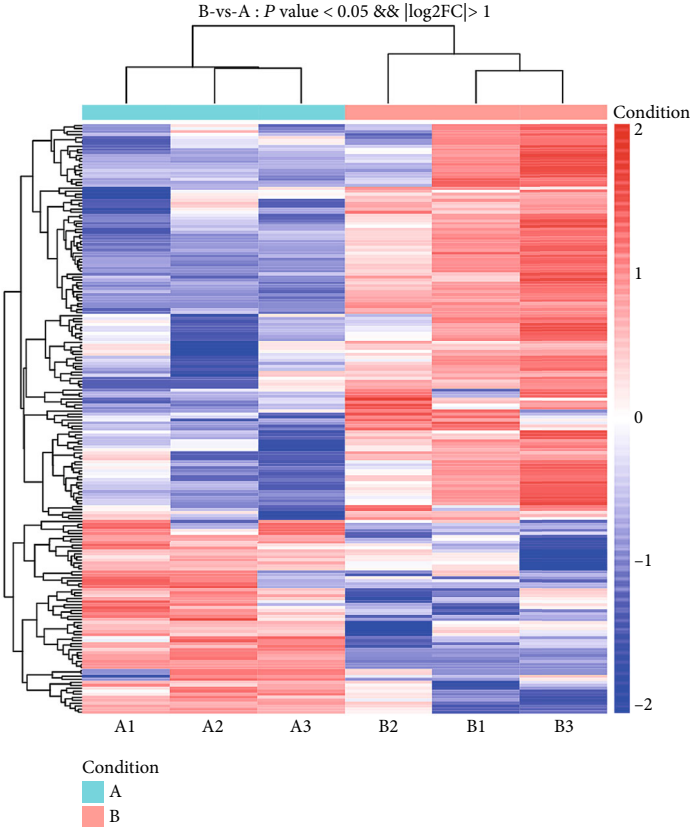 B-vs-A : P value < 0.05 && |log2FC|> 1
Condition
2
1
0
−1
−2
A1 A2 A3 B2 B1 B3
Condition
A
B